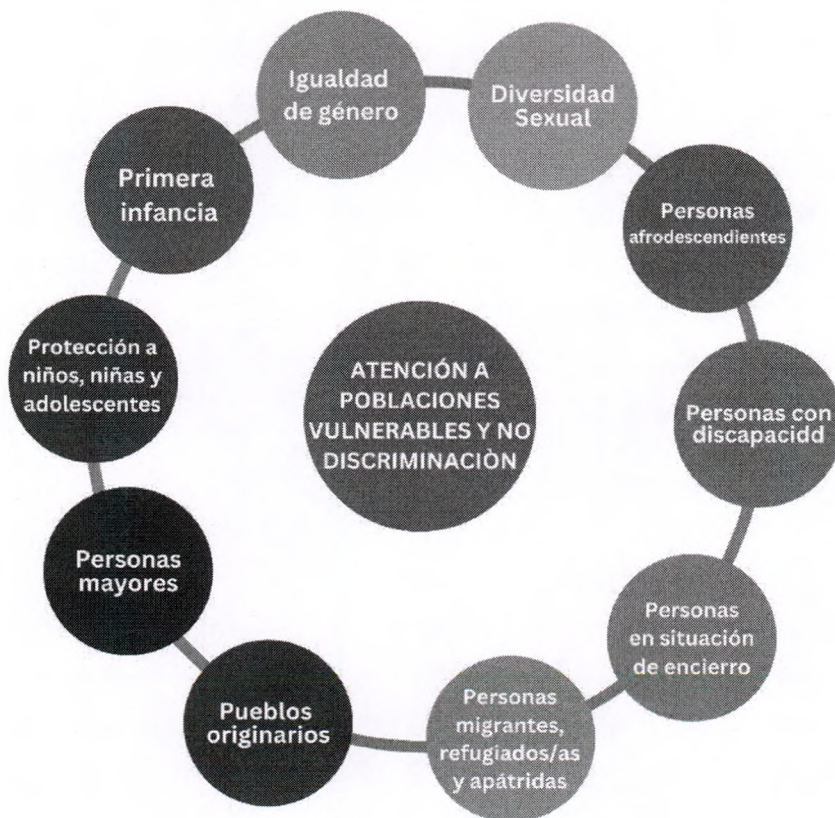 Igualdad
de género
Diversidad
Sexual
Personas
afrodescendientes
Personas con
discapacidd
Personas
en situación
de encierro
Personas
migrantes,
refugiados/as
y apátridas
Pueblos
originarios
Personas
mayores
Protección a
niños, niñas y
adolescentes
Primera
infancia
ATENCIÓN A
POBLACIONES
VULNERABLES Y NO
DISCRIMINACIÒN